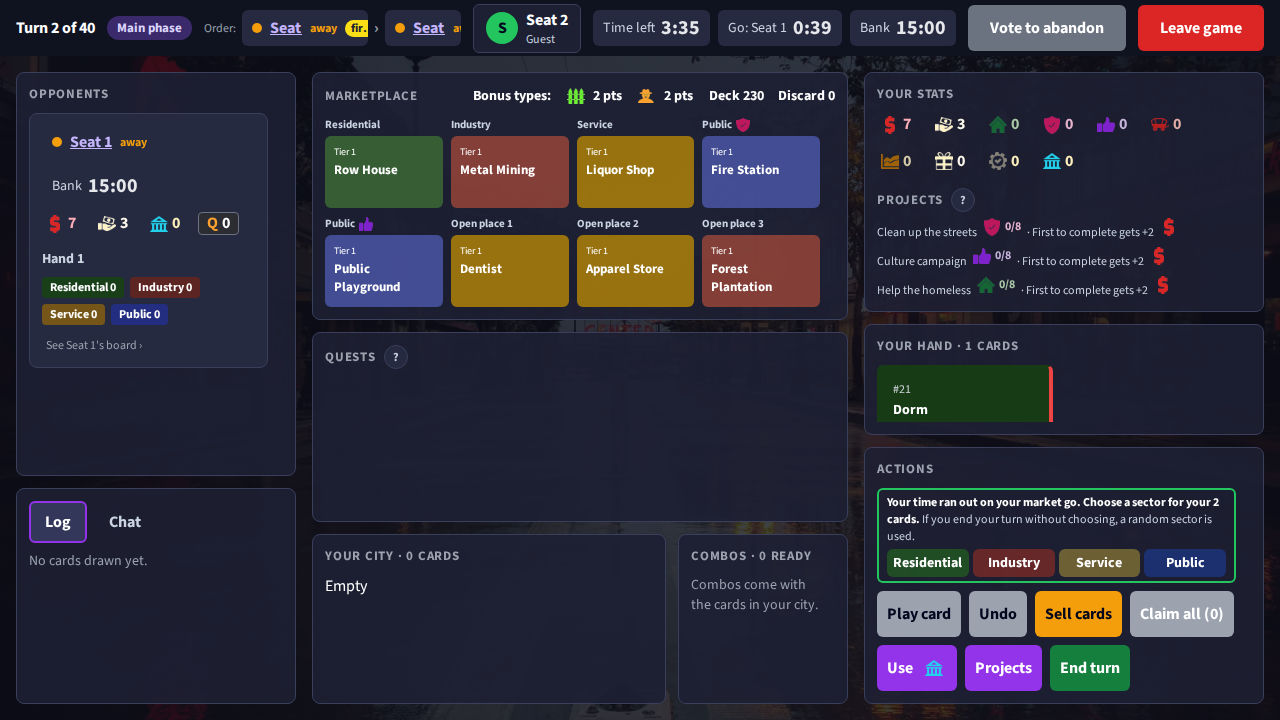 Turn 2 of 40
Main phase
Order:
Seat away fir.
›
Seat
S
Seat 2
Guest
Time left 3:35
Go: Seat 1 0:39
Bank 15:00
Vote to abandon
Leave game
OPPONENTS
Seat 1 away
Bank 15:00
7 3 0 Q 0
Hand 1
Residential 0 Industry 0
Service 0 Public 0
See Seat 1's board ›
Log Chat
No cards drawn yet.
MARKETPLACE
Bonus types: 2 pts 2 pts Deck 230 Discard 0
Residential Industry Service Public
Tier 1 Tier 1 Tier 1 Tier 1
Row House Metal Mining Liquor Shop Fire Station
Public Open place 1 Open place 2 Open place 3
Tier 1 Tier 1 Tier 1 Tier 1
Public Dentist Apparel Store Forest
Playground Plantation
QUESTS ?
YOUR CITY · 0 CARDS
Empty
COMBOS · 0 READY
Combos come with
the cards in your city.
YOUR STATS
7 3 0 0 0 0
0 0 0 0
PROJECTS ?
Clean up the streets 0/8 · First to complete gets +2
Culture campaign 0/8 · First to complete gets +2
Help the homeless 0/8 · First to complete gets +2
YOUR HAND · 1 CARDS
#21
Dorm
ACTIONS
Your time ran out on your market go. Choose a sector for your 2
cards. If you end your turn without choosing, a random sector is
used.
Residential Industry Service Public
Play card Undo Sell cards Claim all (0)
Use Projects End turn